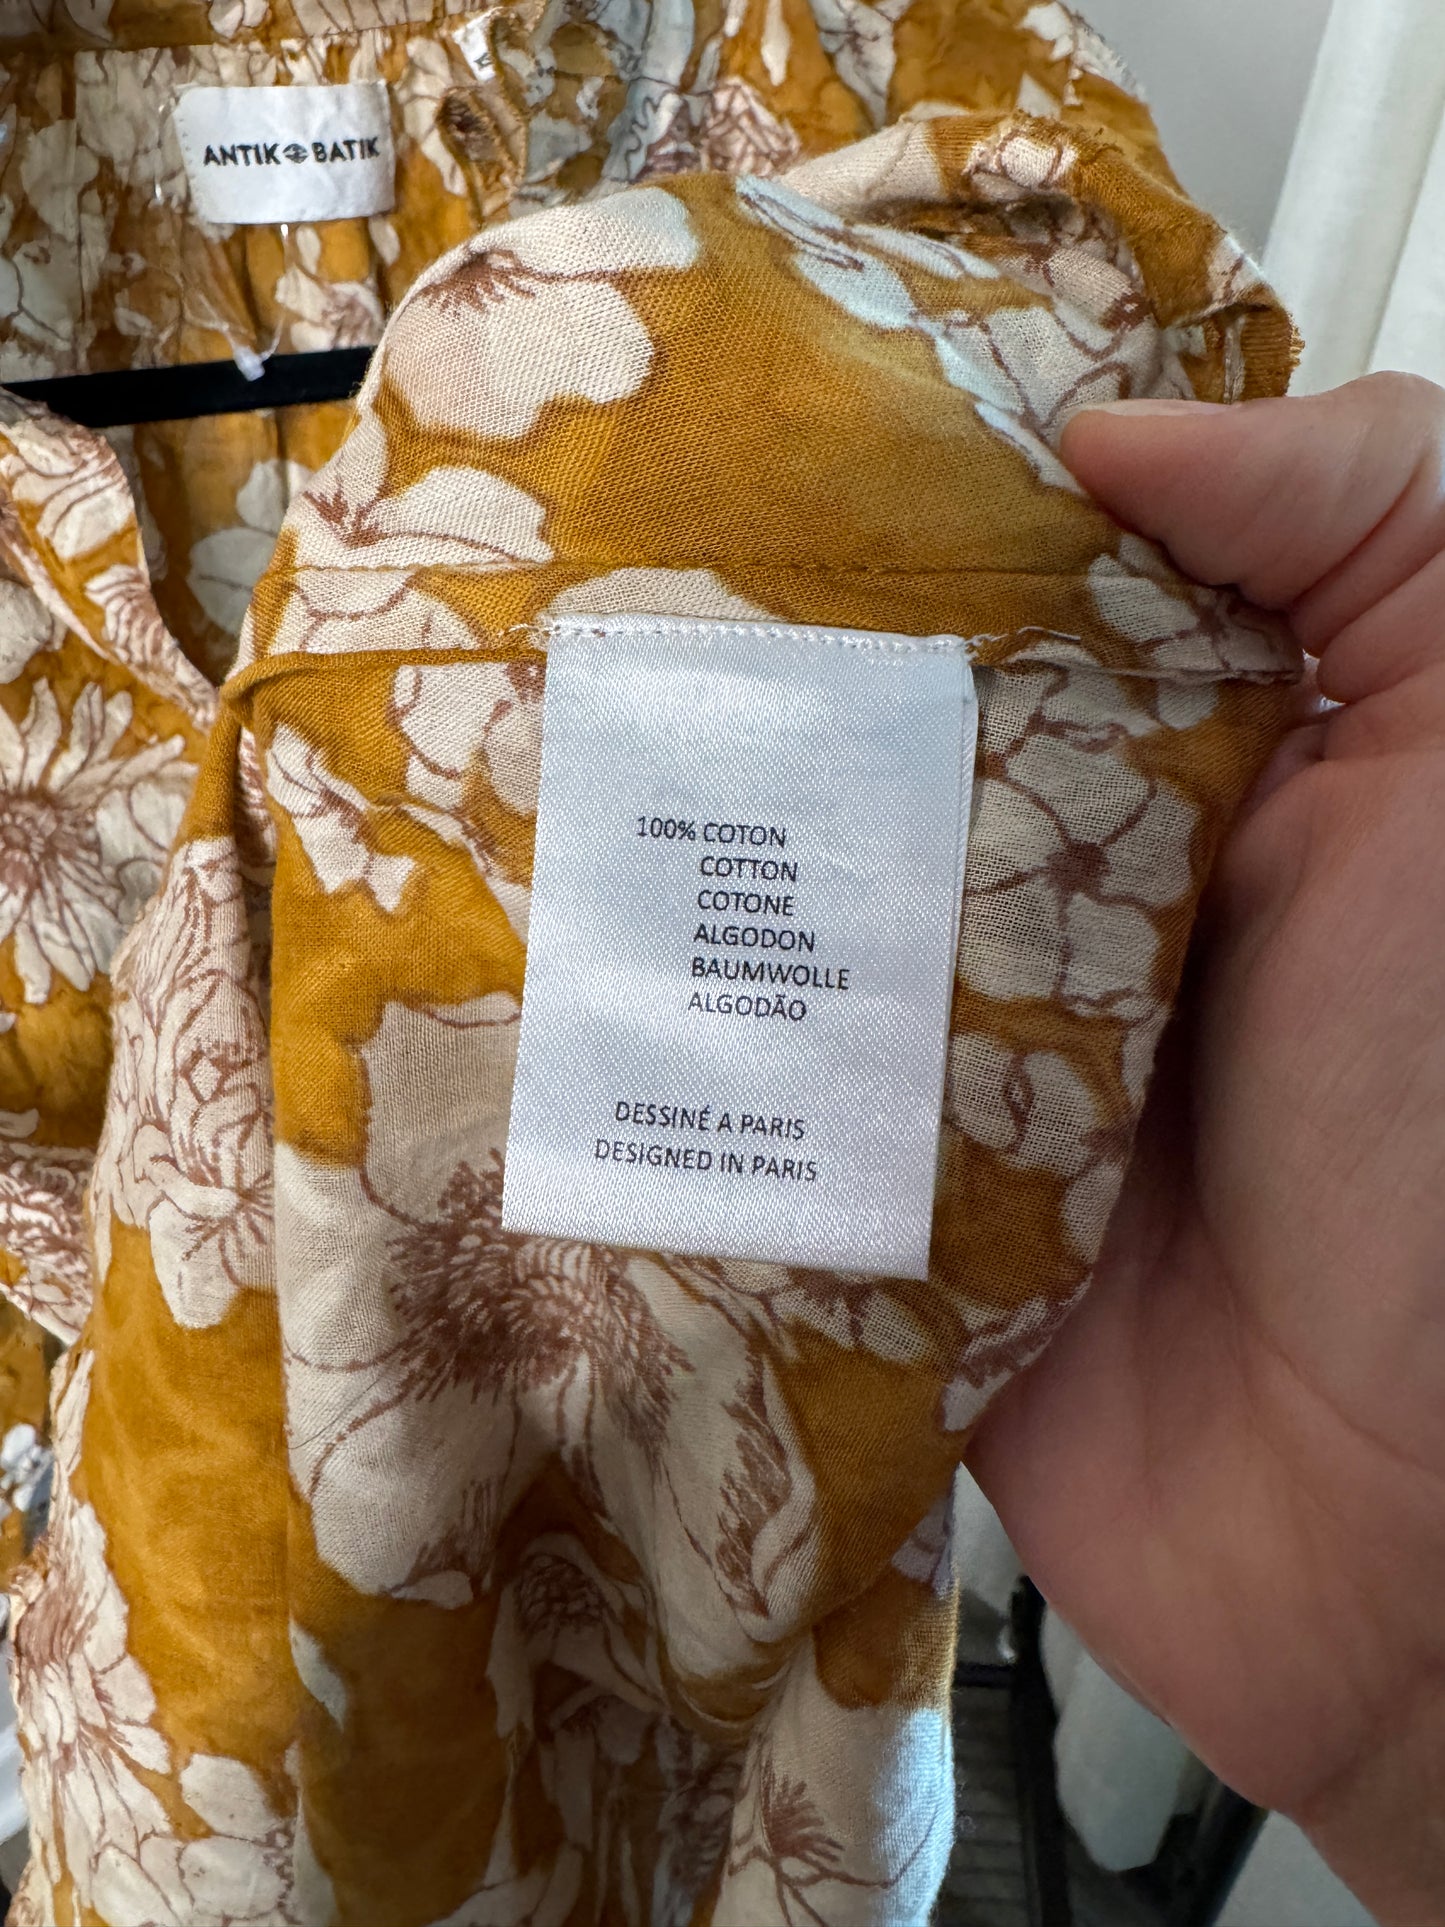 ANTIK BATIK
100% COTON
COTTON
COTONE
ALGODON
BAUMWOLLE
ALGODÃO
DESSINÉ A PARIS
DESIGNED IN PARIS